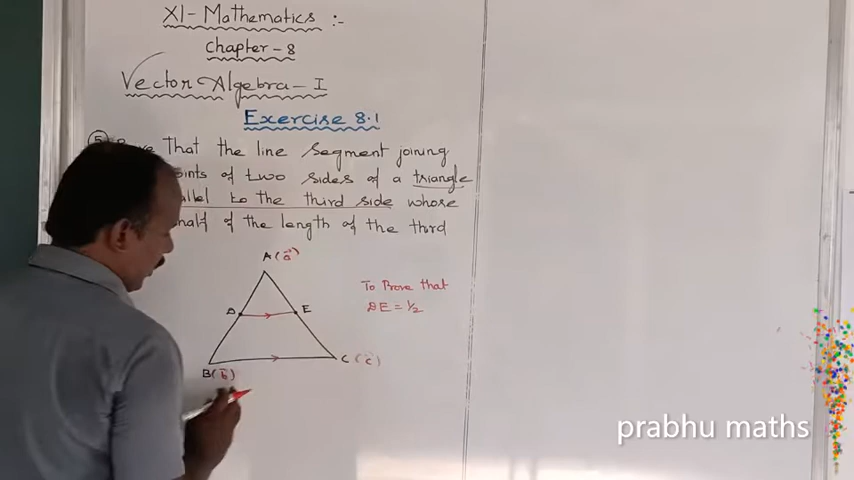 XI - Mathematics :-
Chapter - 8
Vector Algebra - I
Exercise 8.1
that the line segment joining
of two sides of a triangle
to the third side whose
half of the length of the third
A (a⃗)
To Prove that
D E
DE = 1/2
C (c⃗)
B (b⃗)
prabhu maths